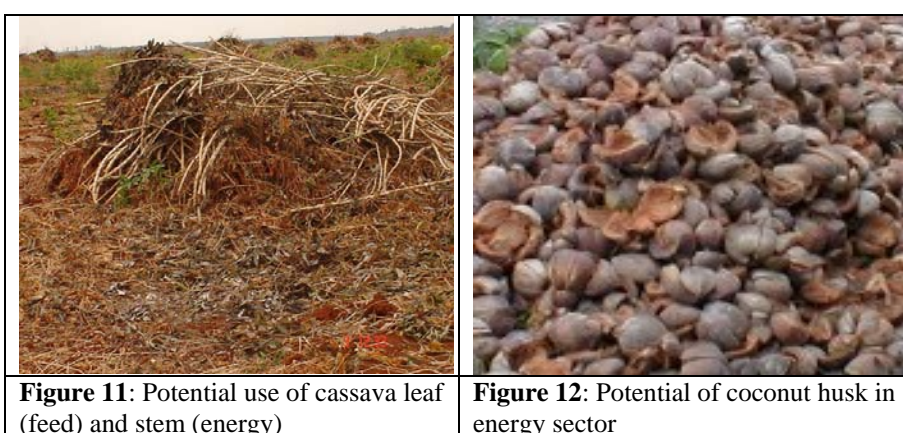 Figure 11: Potential use of cassava leaf
(feed) and stem (energy)
Figure 12: Potential of coconut husk in
energy sector